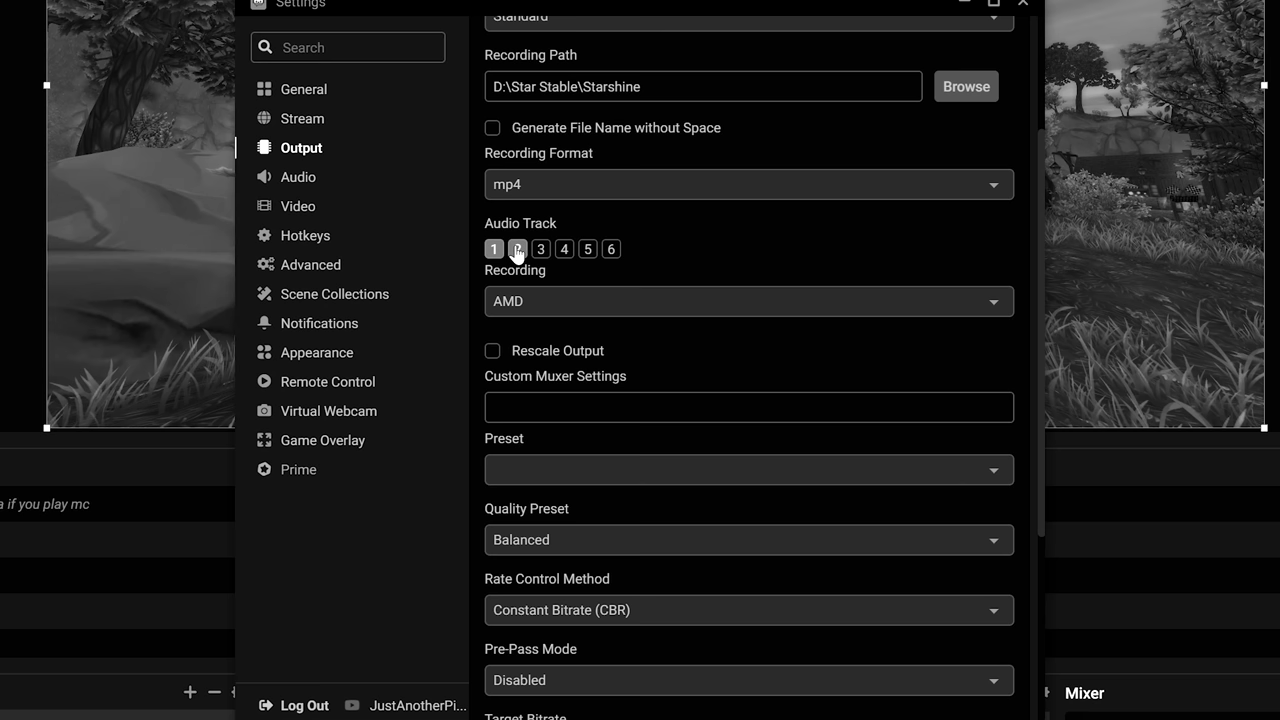 Settings
Standard
Search
Recording Path
D:\Star Stable\Starshine
Browse
General
Stream
Output
Audio
Video
Hotkeys
Advanced
Scene Collections
Notifications
Appearance
Remote Control
Virtual Webcam
Game Overlay
Prime
Generate File Name without Space
Recording Format
mp4
Audio Track
1 2 3 4 5 6
Recording
AMD
Rescale Output
Custom Muxer Settings
Preset
Quality Preset
Balanced
Rate Control Method
Constant Bitrate (CBR)
Pre-Pass Mode
Disabled
Target Bitrate
a if you play mc
Log Out
JustAnotherPi...
Mixer